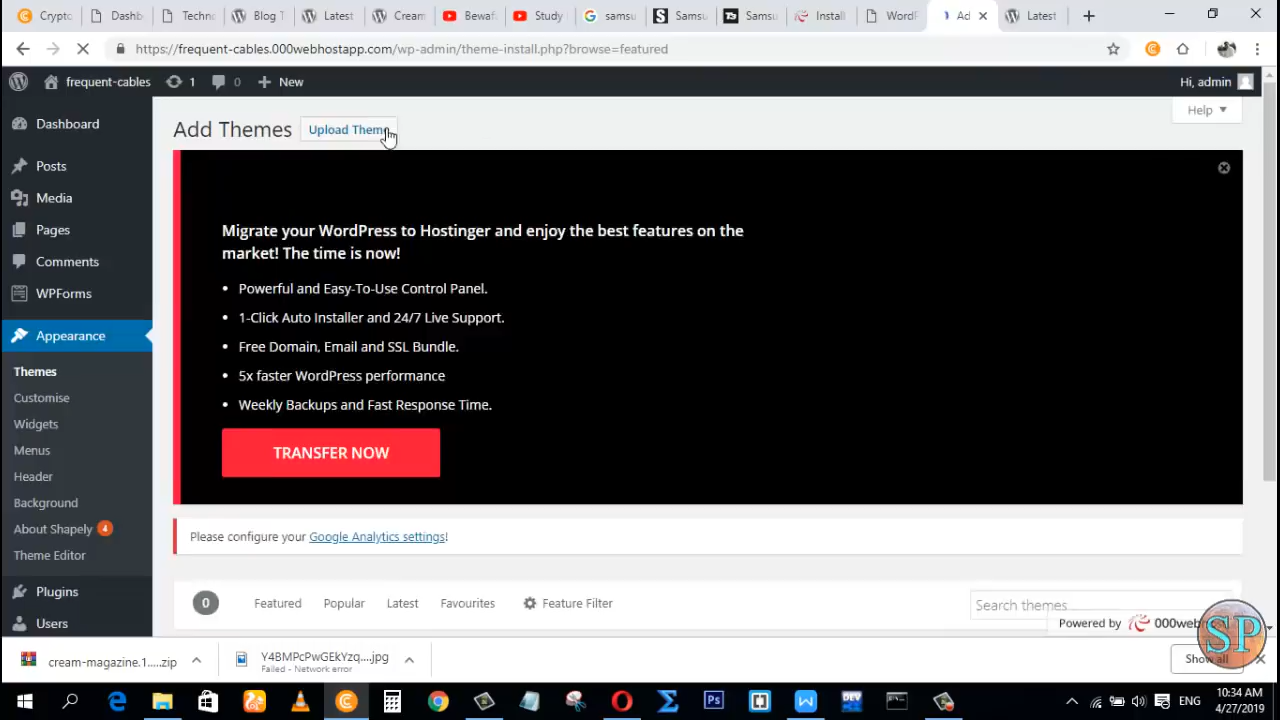 Crypto
Dashb
Techno
Blog T
Latest
Cream
Bewaf
Study
samsu
Samsu
Samsu
Install
WordP
Ad
Latest
https://frequent-cables.000webhostapp.com/wp-admin/theme-install.php?browse=featured
frequent-cables
1
0
New
Hi, admin
Help
Dashboard
Posts
Media
Pages
Comments
WPForms
Appearance
Themes
Customise
Widgets
Menus
Header
Background
About Shapely 4
Theme Editor
Plugins
Users
Add Themes
Upload Theme
Migrate your WordPress to Hostinger and enjoy the best features on the
market! The time is now!
• Powerful and Easy-To-Use Control Panel.
• 1-Click Auto Installer and 24/7 Live Support.
• Free Domain, Email and SSL Bundle.
• 5x faster WordPress performance
• Weekly Backups and Fast Response Time.
TRANSFER NOW
Please configure your Google Analytics settings!
0
Featured
Popular
Latest
Favourites
Feature Filter
Search themes
Powered by 000web
SP
cream-magazine.1.....zip
Y4BMPcPwGEkYzq....jpg
Failed - Network error
Show all
Ps
W
DEV
ENG
10:34 AM
4/27/2019